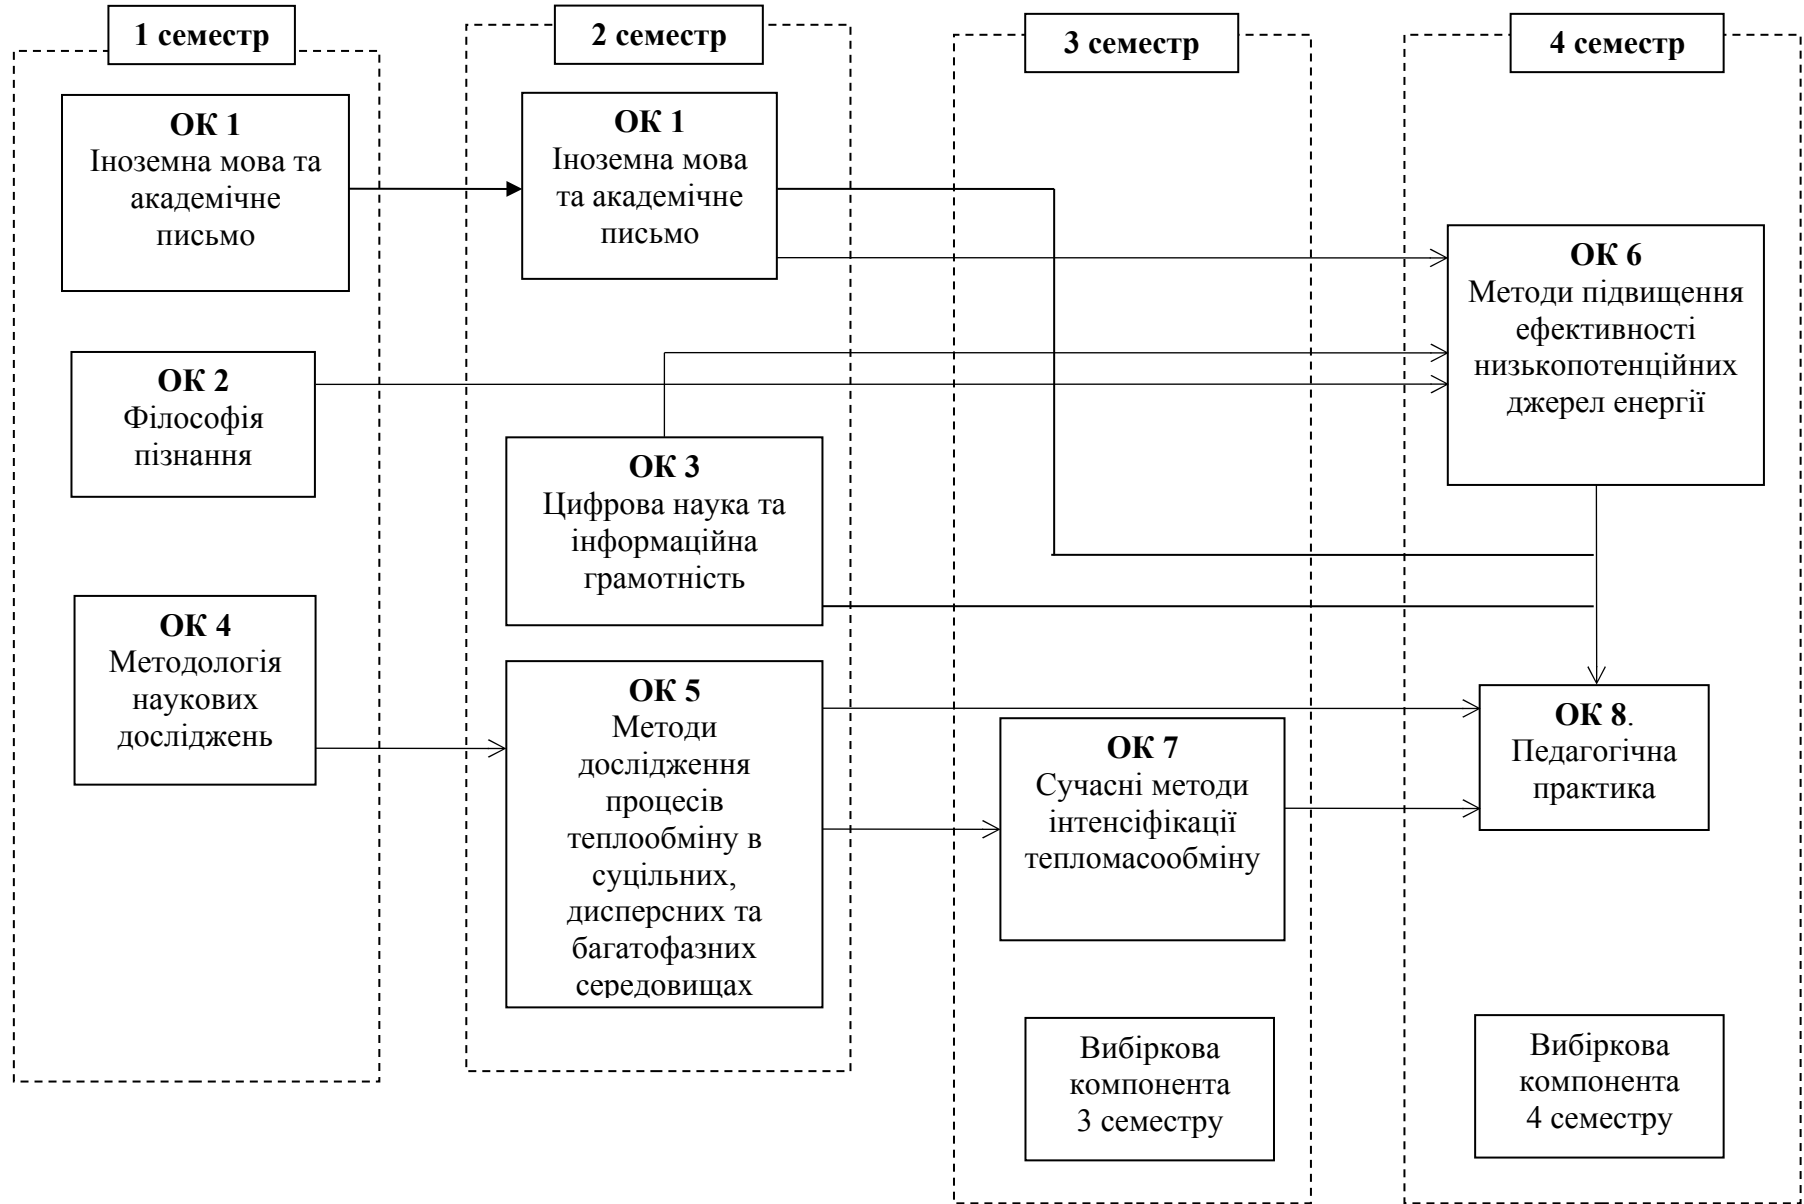 1 семестр
ОК 1
Іноземна мова та
академічне
письмо
ОК 2
Філософія
пізнання
ОК 4
Методологія
наукових
досліджень
2 семестр
ОК 1
Іноземна мова
та академічне
письмо
ОК 3
Цифрова наука та
інформаційна
грамотність
ОК 5
Методи
дослідження
процесів
теплообміну в
суцільних,
дисперсних та
багатофазних
середовищах
3 семестр
ОК 7
Сучасні методи
інтенсіфікації
тепломасообміну
Вибіркова
компонента
3 семестру
4 семестр
ОК 6
Методи підвищення
ефективності
низькопотенційних
джерел енергії
ОК 8.
Педагогічна
практика
Вибіркова
компонента
4 семестру